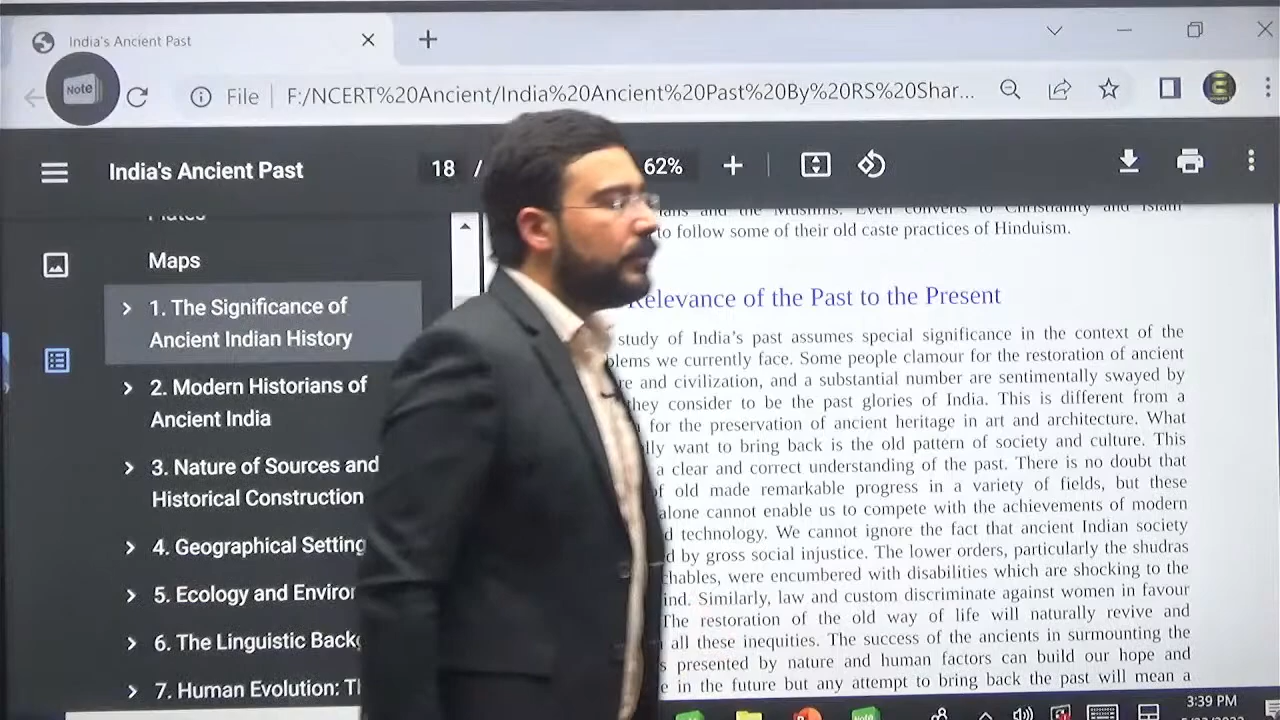 India's Ancient Past
Note
File
F:/NCERT%20Ancient/India%20Ancient%20Past%20By%20RS%20Shar...
India's Ancient Past
18 /
62%
Plates
Maps
1. The Significance of
Ancient Indian History
2. Modern Historians of
Ancient India
3. Nature of Sources and
Historical Construction
4. Geographical Setting
5. Ecology and Enviro
6. The Linguistic Back
7. Human Evolution:
and the Muslims. Even converts to Christianity and Islam
to follow some of their old caste practices of Hinduism.
Relevance of the Past to the Present
study of India's past assumes special significance in the context of the
we currently face. Some people clamour for the restoration of ancient
and civilization, and a substantial number are sentimentally swayed by
they consider to be the past glories of India. This is different from a
for the preservation of ancient heritage in art and architecture. What
want to bring back is the old pattern of society and culture. This
a clear and correct understanding of the past. There is no doubt that
of old made remarkable progress in a variety of fields, but these
alone cannot enable us to compete with the achievements of modern
technology. We cannot ignore the fact that ancient Indian society
by gross social injustice. The lower orders, particularly the shudras
were encumbered with disabilities which are shocking to the
Similarly, law and custom discriminate against women in favour
The restoration of the old way of life will naturally revive and
all these inequities. The success of the ancients in surmounting the
presented by nature and human factors can build our hope and
in the future but any attempt to bring back the past will mean a
3:39 PM